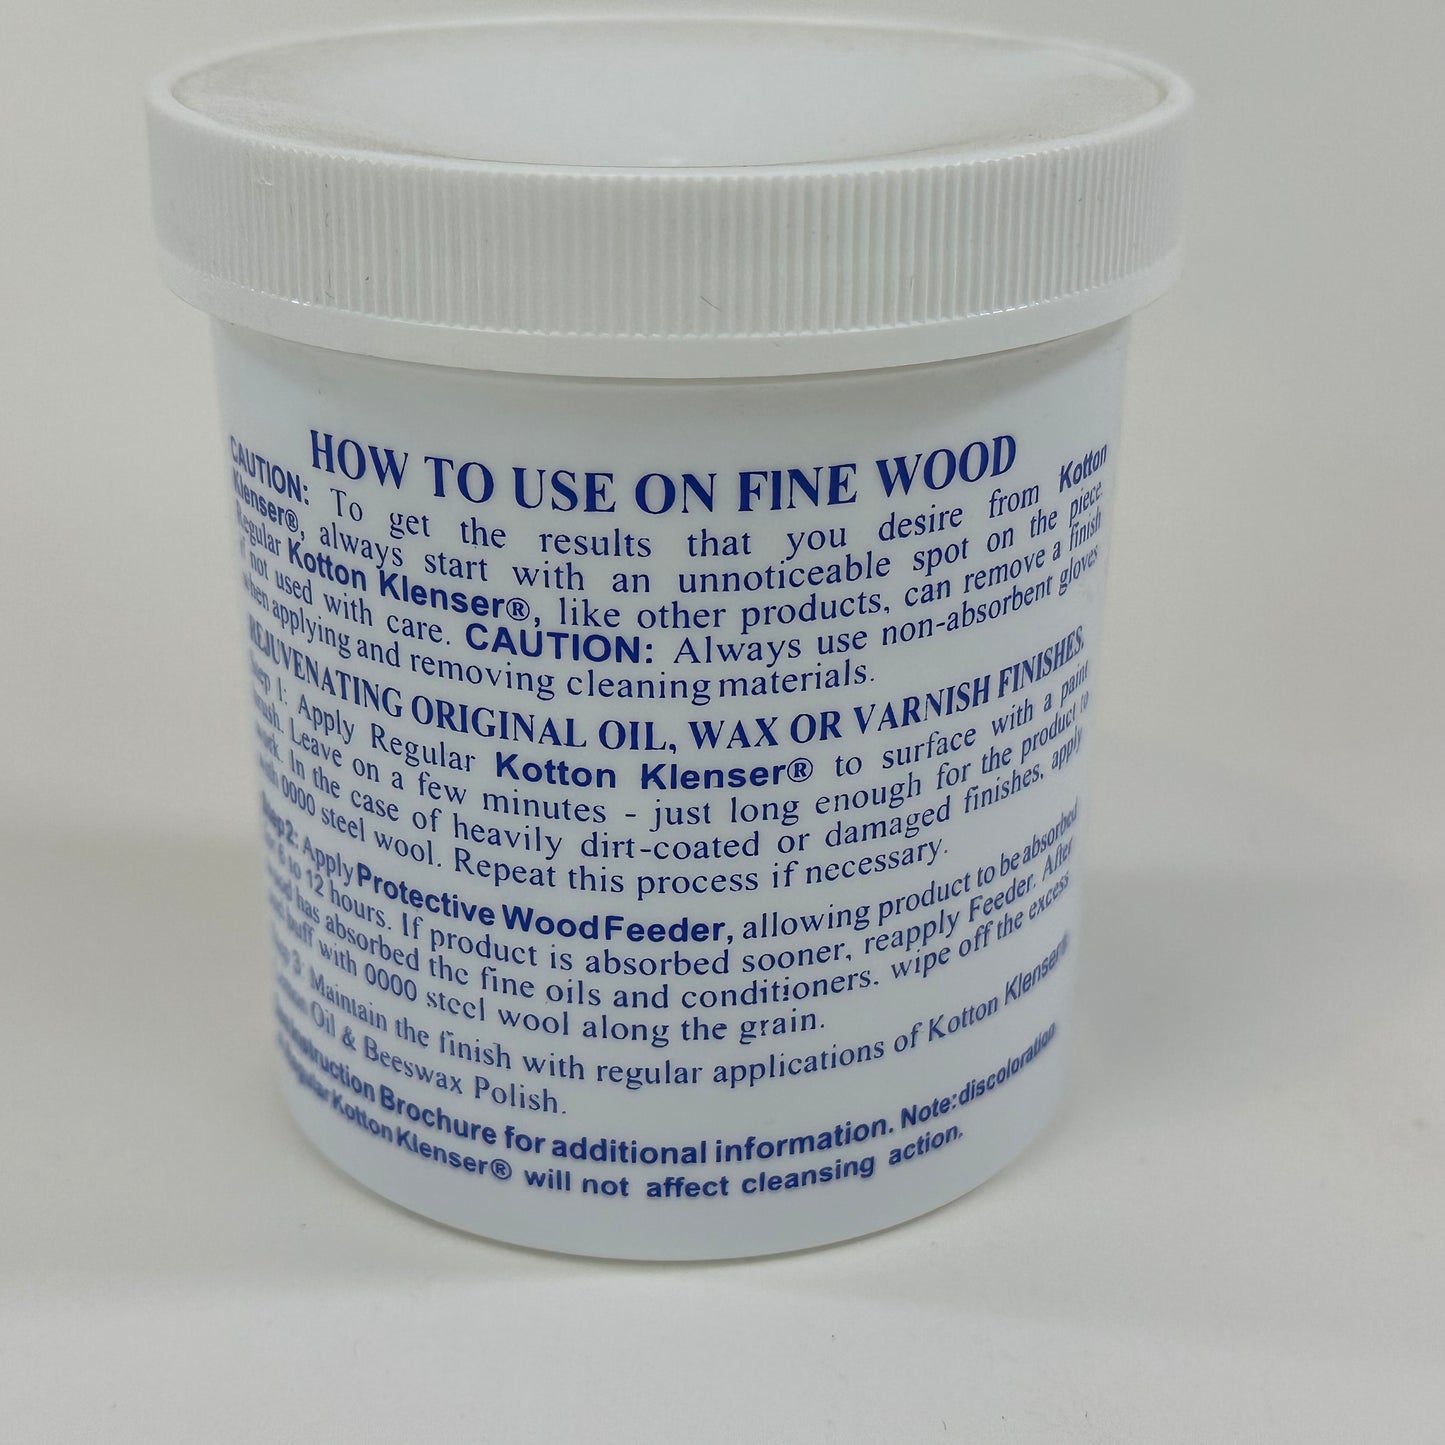 HOW TO USE ON FINE WOOD
CAUTION: To get the results that you desire from Kotton
Klenser®, always start with an unnoticeable spot on the piece.
Regular Kotton Klenser®, like other products, can remove a finish
if not used with care. CAUTION: Always use non-absorbent gloves
when applying and removing cleaning materials.
REJUVENATING ORIGINAL OIL, WAX OR VARNISH FINISHES.
Step 1: Apply Regular Kotton Klenser® to surface with a paint
brush. Leave on a few minutes - just long enough for the product to
work. In the case of heavily dirt-coated or damaged finishes, apply
with 0000 steel wool. Repeat this process if necessary.
Step 2: Apply Protective Wood Feeder, allowing product to be absorbed
for 6 to 12 hours. If product is absorbed sooner, reapply Feeder. After
wood has absorbed the fine oils and conditioners. wipe off the excess
and buff with 0000 steel wool along the grain.
Step 3: Maintain the finish with regular applications of Kotton Klenser®
Lemon Oil & Beeswax Polish.
Instruction Brochure for additional information. Note: discoloration
Regular Kotton Klenser® will not affect cleansing action.